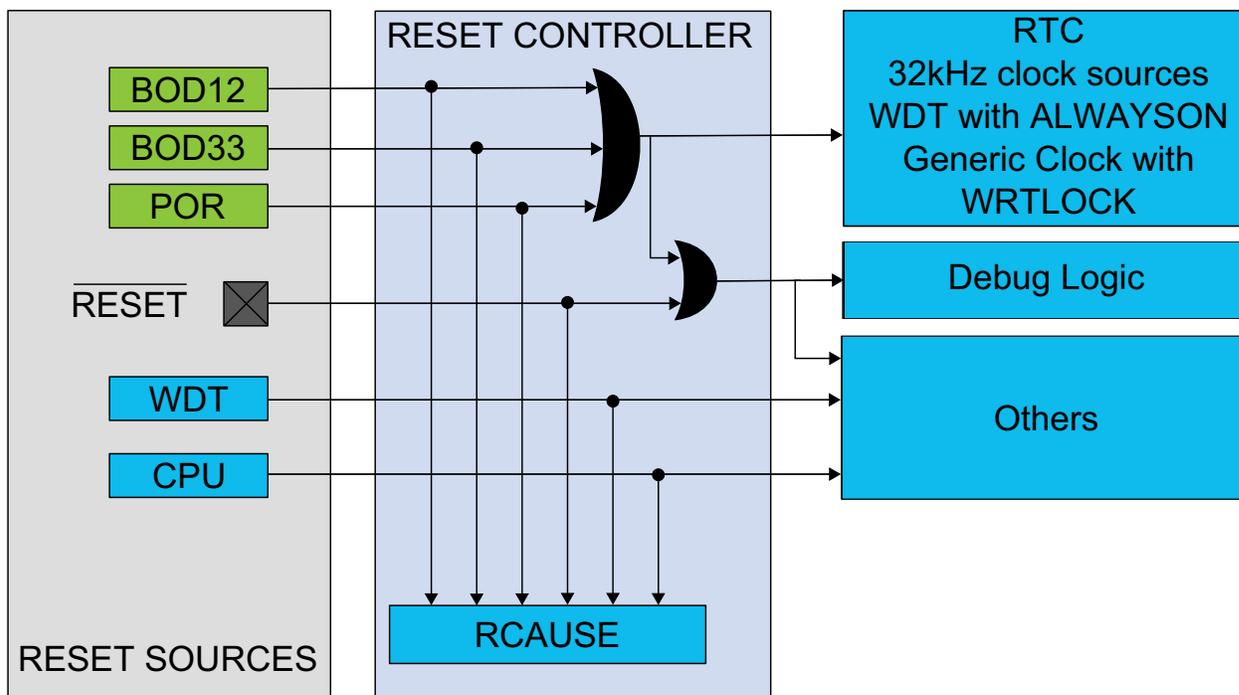 RESET CONTROLLER
BOD12
BOD33
POR
RESET
WDT
CPU
RESET SOURCES
RCAUSE
RTC
32kHz clock sources
WDT with ALWAYSON
Generic Clock with
WRTLOCK
Debug Logic
Others